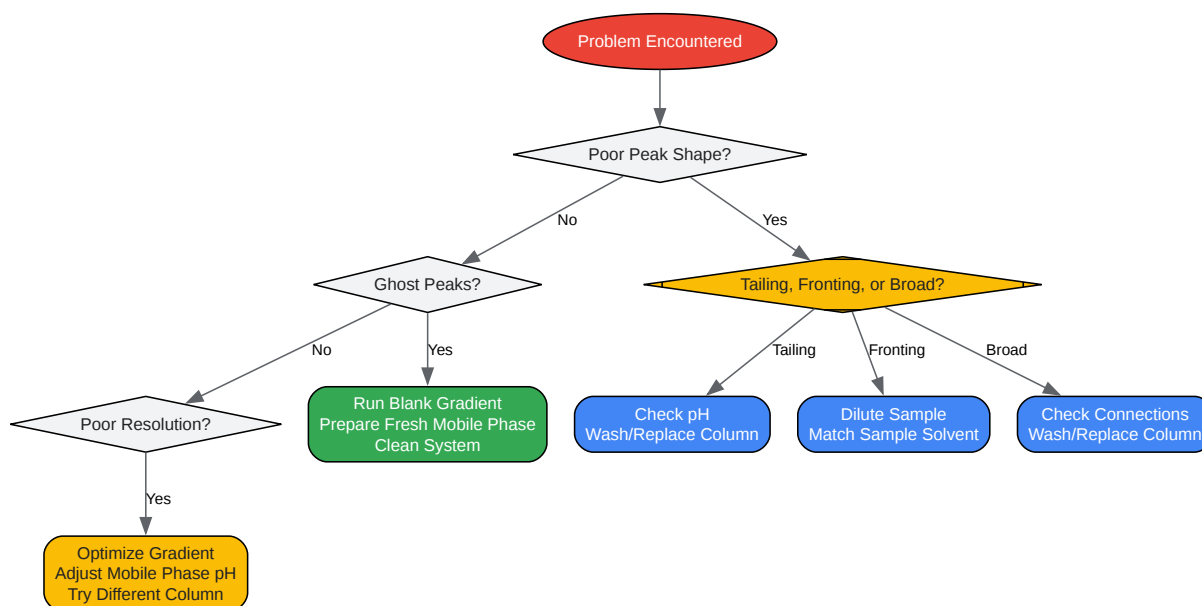 Problem Encountered
Poor Peak Shape?
No
Yes
Ghost Peaks?
Tailing, Fronting, or Broad?
No
Yes
Tailing
Fronting
Broad
Poor Resolution?
Run Blank Gradient
Prepare Fresh Mobile Phase
Clean System
Check pH
Wash/Replace Column
Dilute Sample
Match Sample Solvent
Check Connections
Wash/Replace Column
Yes
Optimize Gradient
Adjust Mobile Phase pH
Try Different Column